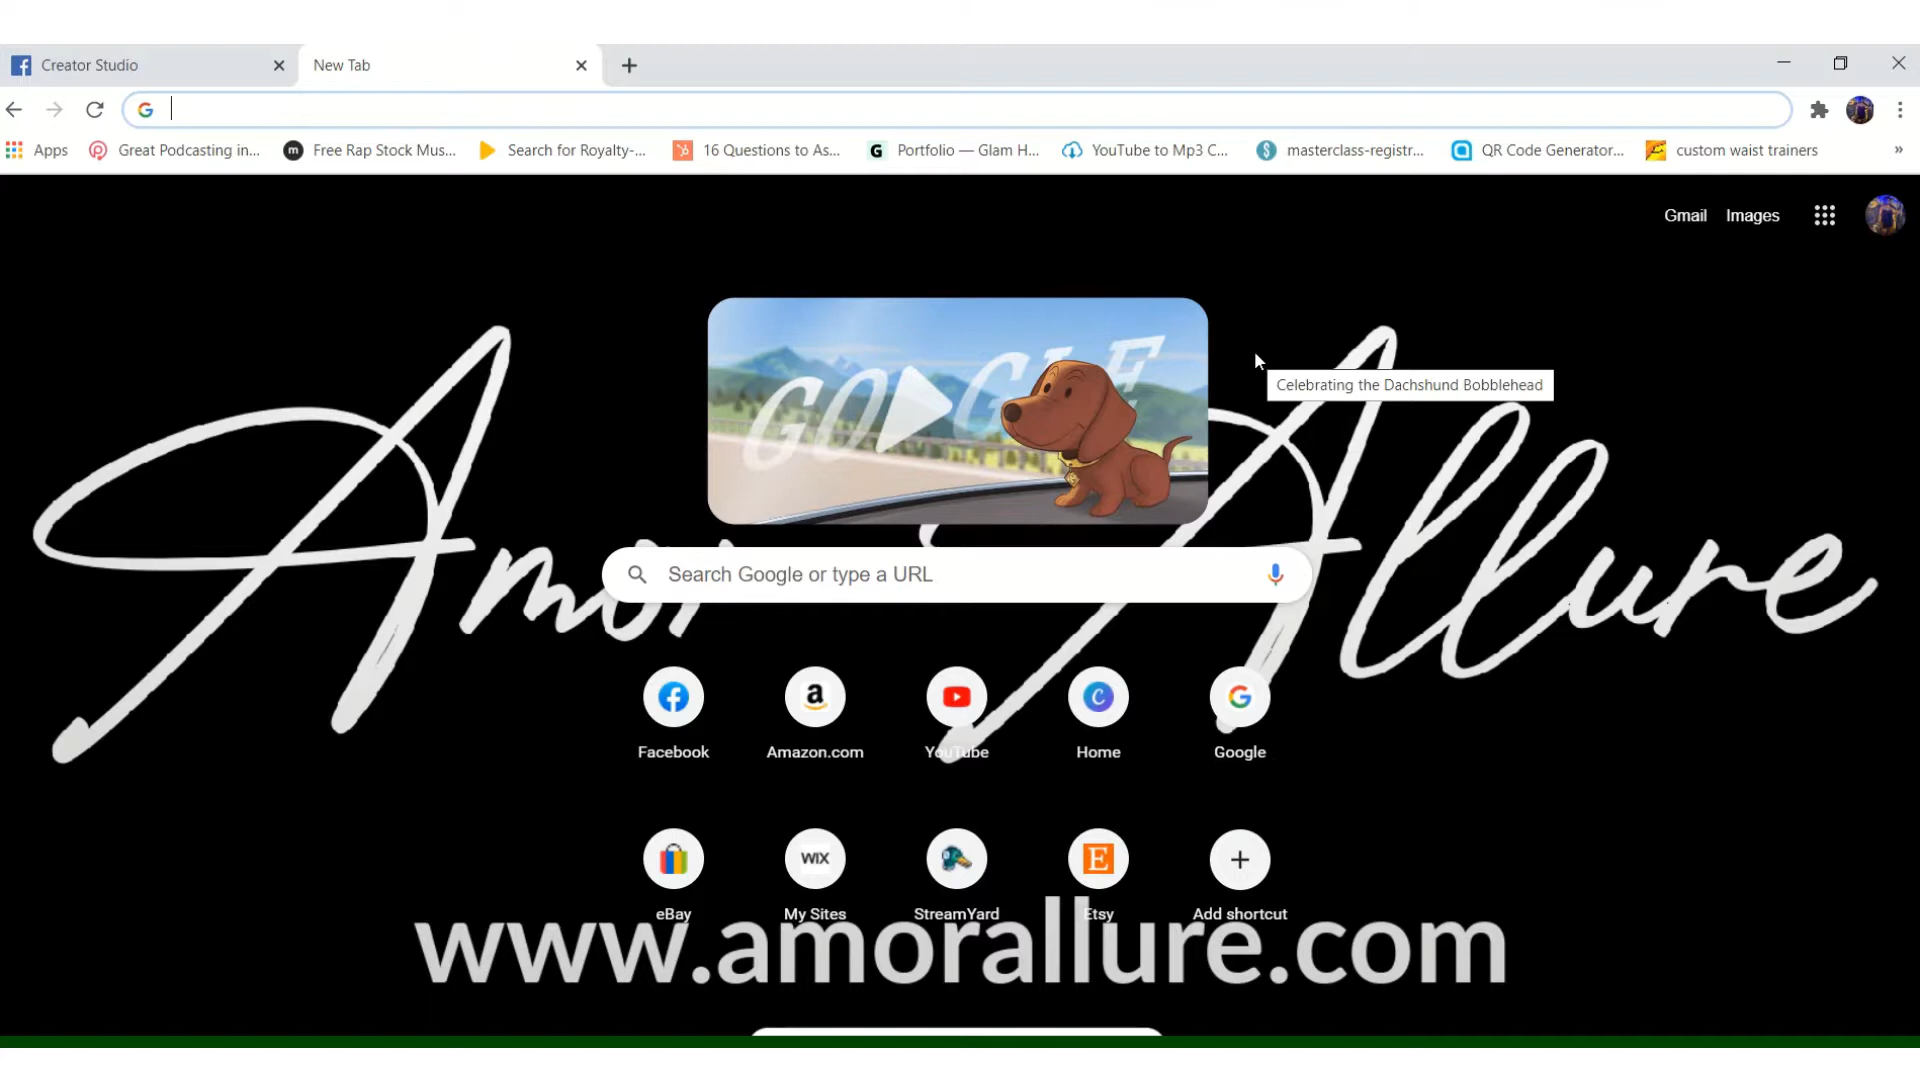 Creator Studio
New Tab
Apps
Great Podcasting in...
m
Free Rap Stock Mus...
Search for Royalty-...
16 Questions to As...
G
Portfolio — Glam H...
YouTube to Mp3 C...
S
masterclass-registr...
QR Code Generator...
custom waist trainers
»
Gmail
Images
GOOGLE
Celebrating the Dachshund Bobblehead
Amor Allure
Search Google or type a URL
Facebook
Amazon.com
YouTube
Home
Google
WIX
E
eBay
My Sites
StreamYard
Etsy
Add shortcut
www.amorallure.com